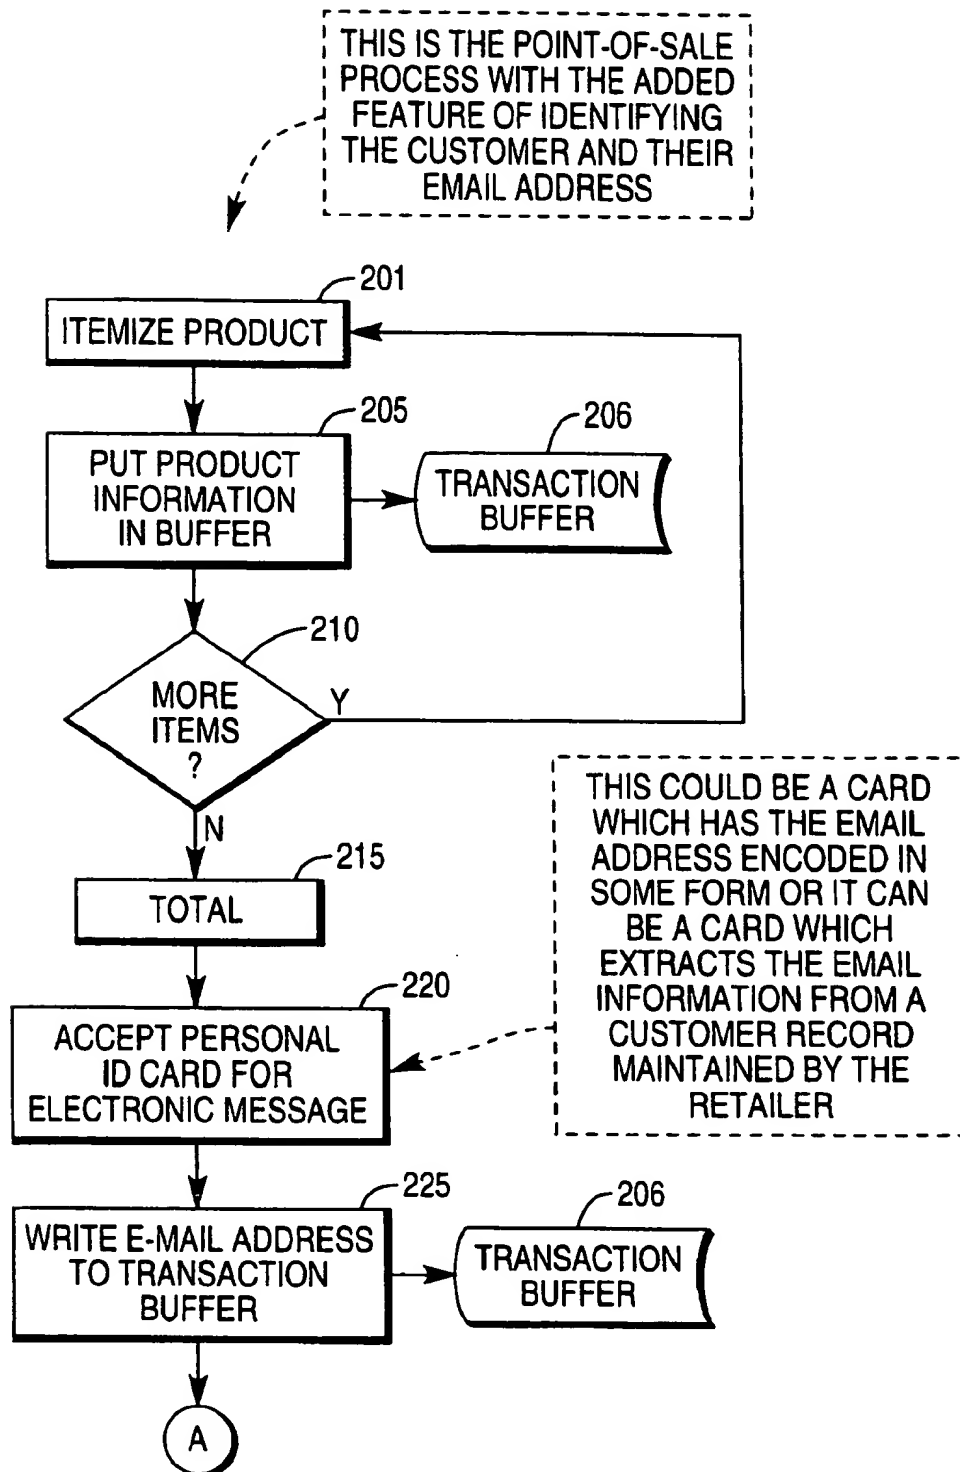 THIS IS THE POINT-OF-SALE
PROCESS WITH THE ADDED
FEATURE OF IDENTIFYING
THE CUSTOMER AND THEIR
EMAIL ADDRESS
201
ITEMIZE PRODUCT
205
PUT PRODUCT
INFORMATION
IN BUFFER
206
TRANSACTION
BUFFER
210
MORE
ITEMS
?
Y
N
215
TOTAL
THIS COULD BE A CARD
WHICH HAS THE EMAIL
ADDRESS ENCODED IN
SOME FORM OR IT CAN
BE A CARD WHICH
EXTRACTS THE EMAIL
INFORMATION FROM A
CUSTOMER RECORD
MAINTAINED BY THE
RETAILER
220
ACCEPT PERSONAL
ID CARD FOR
ELECTRONIC MESSAGE
225
WRITE E-MAIL ADDRESS
TO TRANSACTION
BUFFER
206
TRANSACTION
BUFFER
A